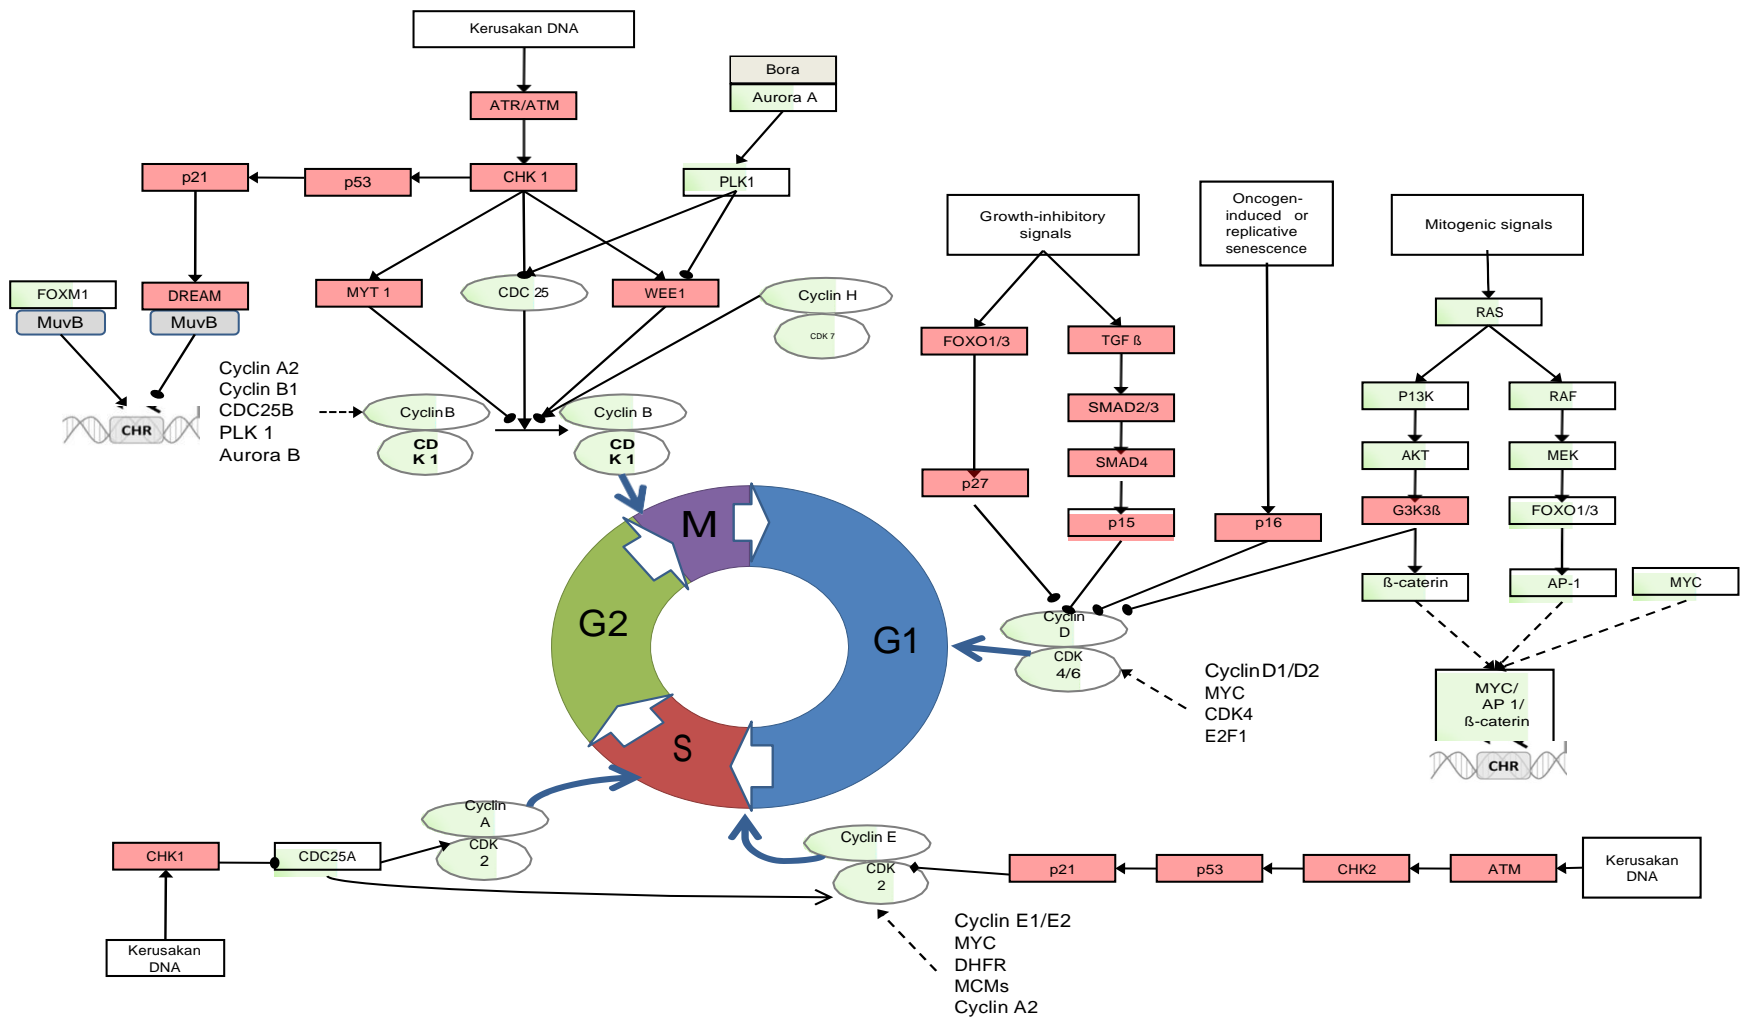 Kerusakan DNA
Bora
Aurora A
ATR/ATM
p21
p53
CHK 1
PLK1
Growth-inhibitory
signals
Oncogen-
induced or
replicative
senescence
Mitogenic signals
FOXM1
MuvB
DREAM
MuvB
MYT 1
CDC 25
WEE1
Cyclin H
CDK 7
RAS
FOXO1/3
TGF ß
Cyclin A2
Cyclin B1
CDC25B
PLK 1
Aurora B
CHR
Cyclin B
CD
K 1
Cyclin B
CD
K 1
SMAD2/3
SMAD4
p27
p15
p16
P13K
RAF
AKT
MEK
G3K3ß
FOXO1/3
ß-caterin
AP-1
MYC
M
G2
G1
S
Cyclin
D
CDK
4/6
Cyclin D1/D2
MYC
CDK4
E2F1
MYC/
AP 1/
ß-caterin
CHR
Cyclin
A
CDK
2
CHK1
CDC25A
Kerusakan
DNA
Cyclin E
CDK
2
p21
p53
CHK2
ATM
Kerusakan
DNA
Cyclin E1/E2
MYC
DHFR
MCMs
Cyclin A2